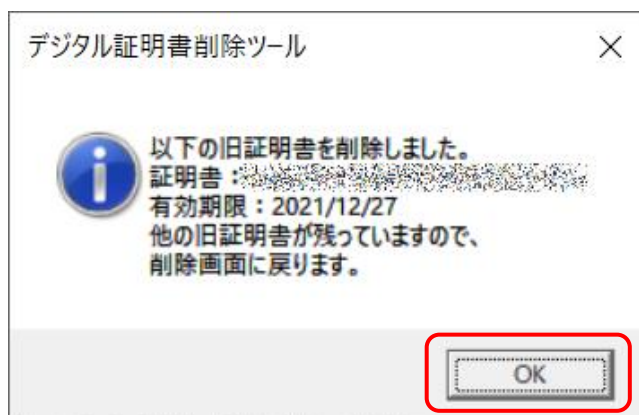 デジタル証明書削除ツール
以下の旧証明書を削除しました。
証明書：
有効期限：2021/12/27
他の旧証明書が残っていますので、
削除画面に戻ります。
OK